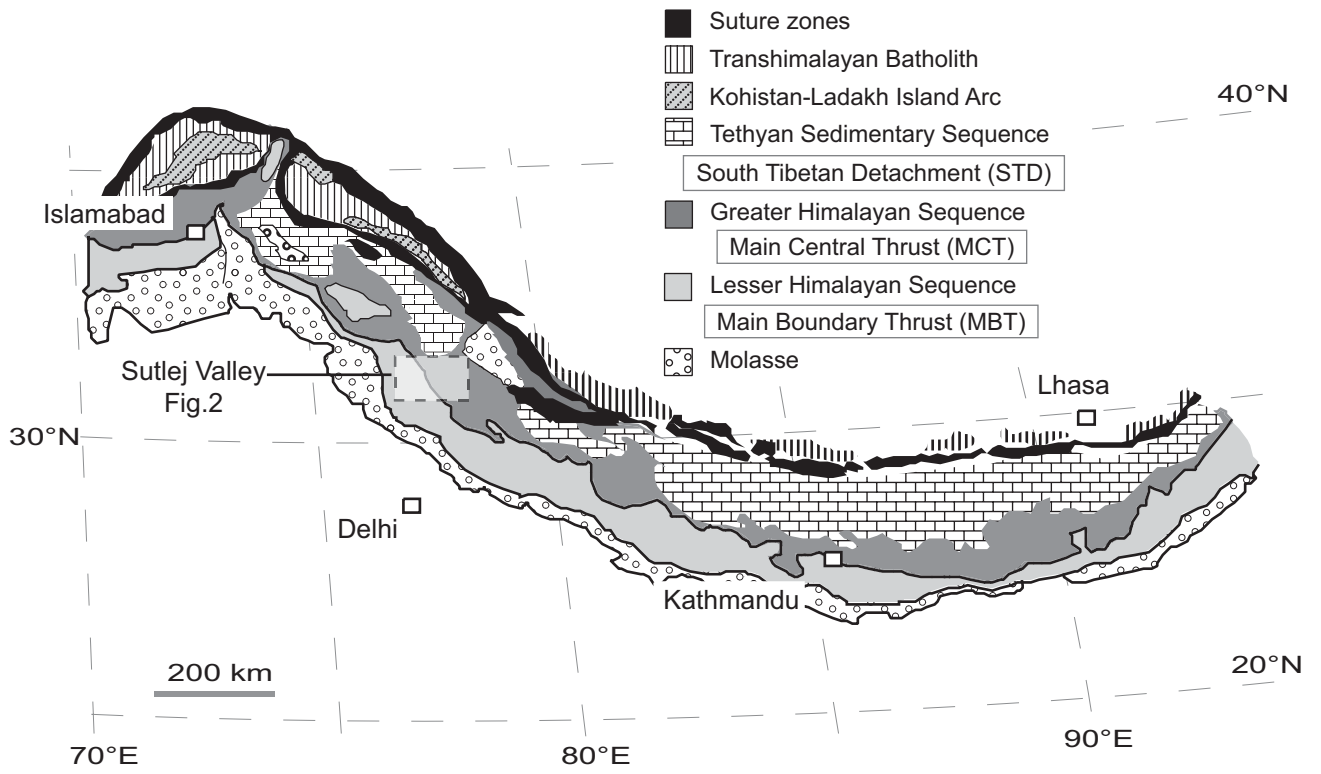 Suture zones
Transhimalayan Batholith
Kohistan-Ladakh Island Arc
40°N
Tethyan Sedimentary Sequence
South Tibetan Detachment (STD)
Islamabad
Greater Himalayan Sequence
Main Central Thrust (MCT)
Lesser Himalayan Sequence
Main Boundary Thrust (MBT)
Molasse
Sutlej Valley
Fig.2
Lhasa
30°N
Delhi
Kathmandu
200 km
20°N
70°E
80°E
90°E